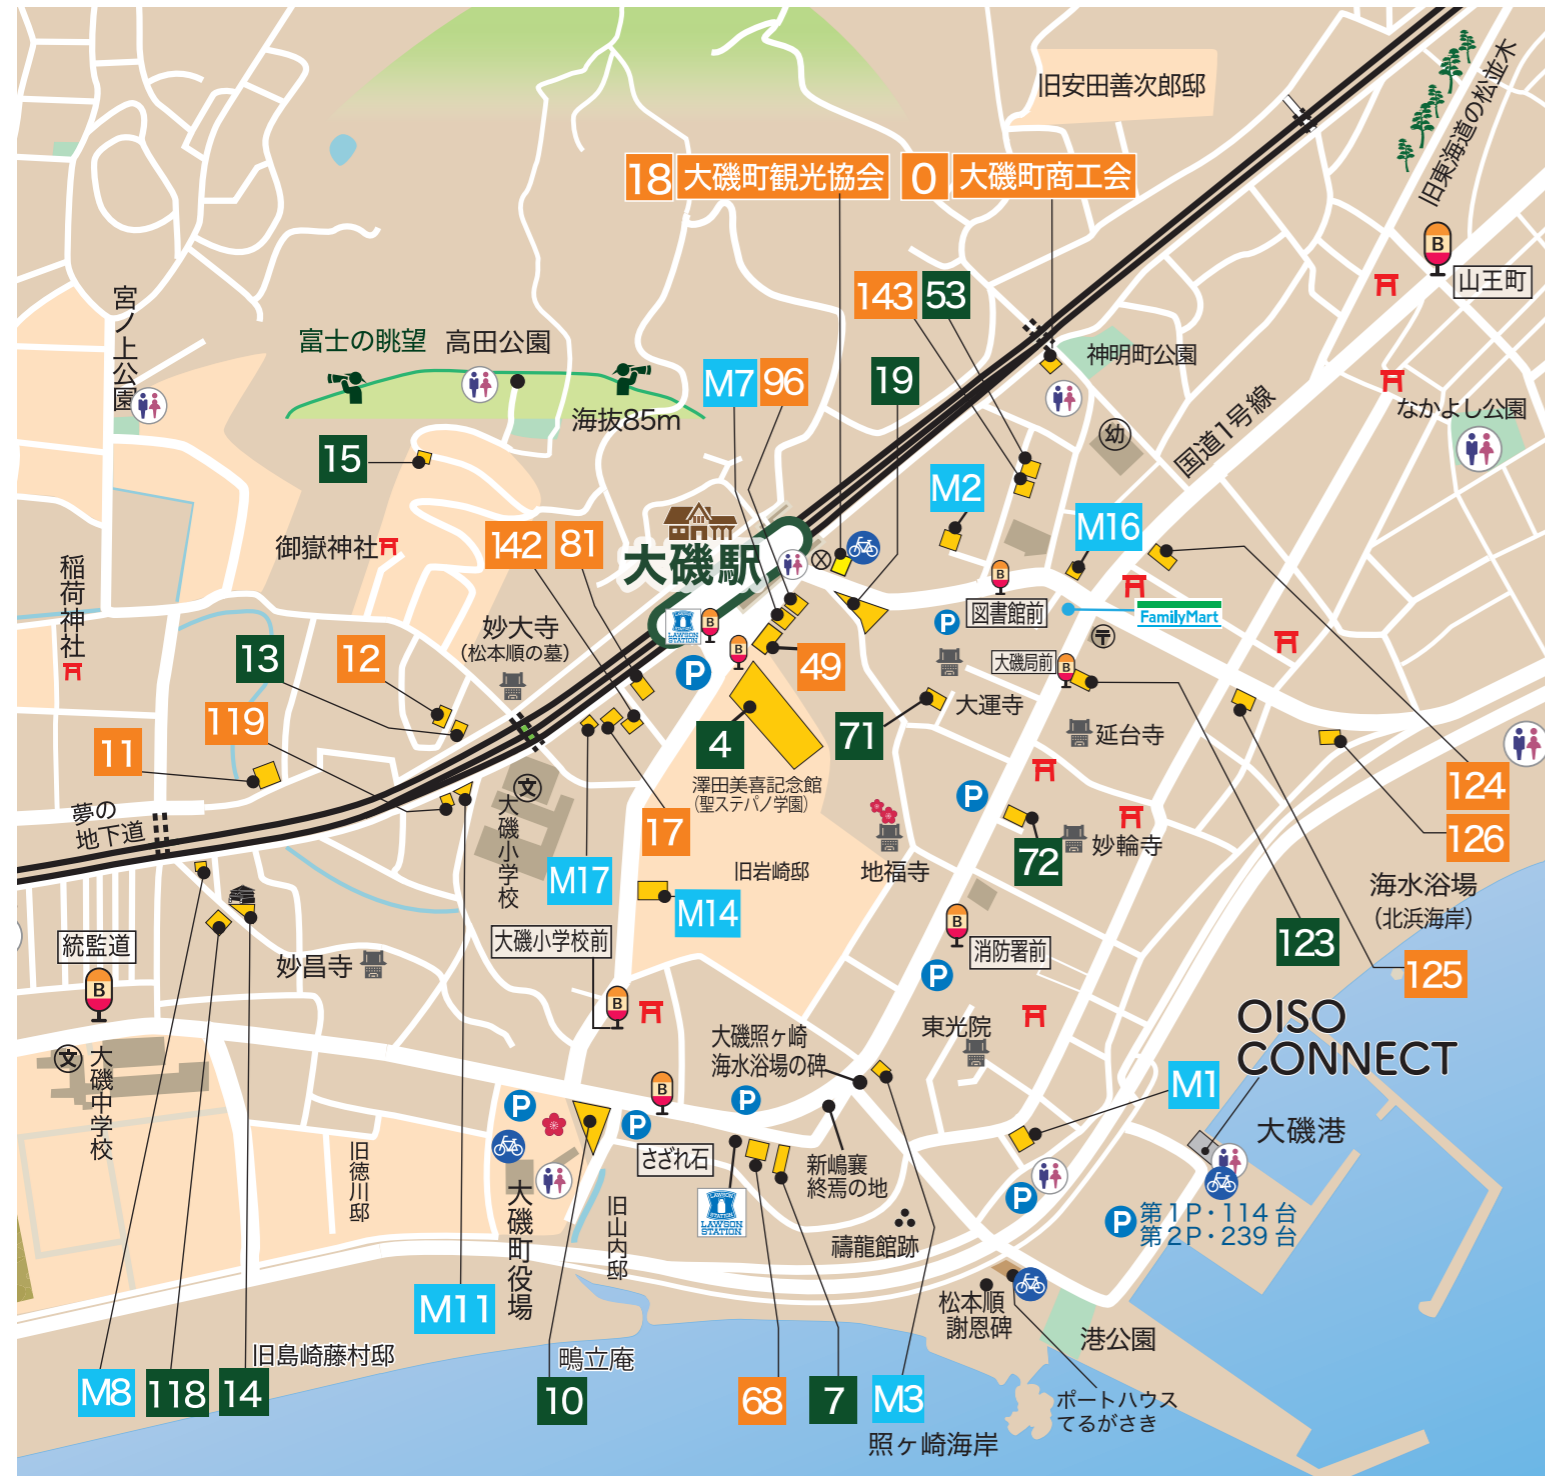 旧安田善次郎邸
旧東海道の松並木
18 大磯町観光協会
0 大磯町商工会
B
山王町
143
53
宮ノ上公園
富士の眺望
高田公園
海抜85m
M7
96
19
神明町公園
なかよし公園
国道1号線
幼
15
M2
M16
御嶽神社
142
81
大磯駅
稲荷神社
妙大寺
(松本順の墓)
LAWSON
STATION
B
B
P
B
図書館前
P
FamilyMart
〒
大磯局前
B
13
12
49
119
11
4
71
大運寺
延台寺
澤田美喜記念館
(聖ステパノ学園)
P
124
126
夢の
地下道
文
大磯小学校
17
72
妙輪寺
地福寺
旧岩崎邸
M17
M14
海水浴場
(北浜海岸)
123
125
統監道
B
大磯小学校前
B
妙昌寺
B
消防署前
P
東光院
OISO
CONNECT
大磯照ヶ崎
海水浴場の碑
文
大磯中学校
M1
大磯港
P
B
P
P
さざれ石
新嶋襄
終焉の地
旧徳川邸
大磯町役場
旧山内邸
LAWSON
STATION
禱龍館跡
P
P
第1P・114台
第2P・239台
松本順
謝恩碑
港公園
M11
旧島崎藤村邸
鴫立庵
M8
118
14
10
68
7
M3
ポートハウス
てるがさき
照ヶ崎海岸